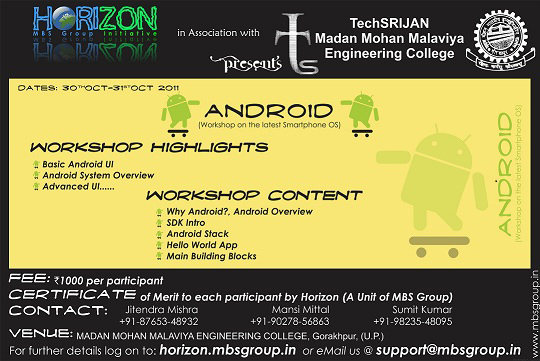 HORIZON
MBS Group Initiative
in Association with
TechSRIJAN
Madan Mohan Malaviya
Engineering College
presents
ts
DATES: 30THOCT-31STOCT 2011
ANDROID
(Workshop on the latest Smartphone OS)
WORKSHOP HIGHLIGHTS
Basic Android UI
Android System Overview
Advanced UI......
WORKSHOP CONTENT
Why Android?, Android Overview
SDK Intro
Android Stack
Hello World App
Main Building Blocks
ANDROID
(Workshop on the latest Smartphone OS)
FEE: ₹1000 per participant
CERTIFICATE of Merit to each participant by Horizon (A Unit of MBS Group)
CONTACT: Jitendra Mishra Mansi Mittal Sumit Kumar
+91-87653-48932 +91-90278-56863 +91-98235-48095
VENUE: MADAN MOHAN MALAVIYA ENGINEERING COLLEGE, Gorakhpur, (U.P.)
For further details log on to: horizon.mbsgroup.in or eMail us @ support@mbsgroup.in
www.mbsgroup.in